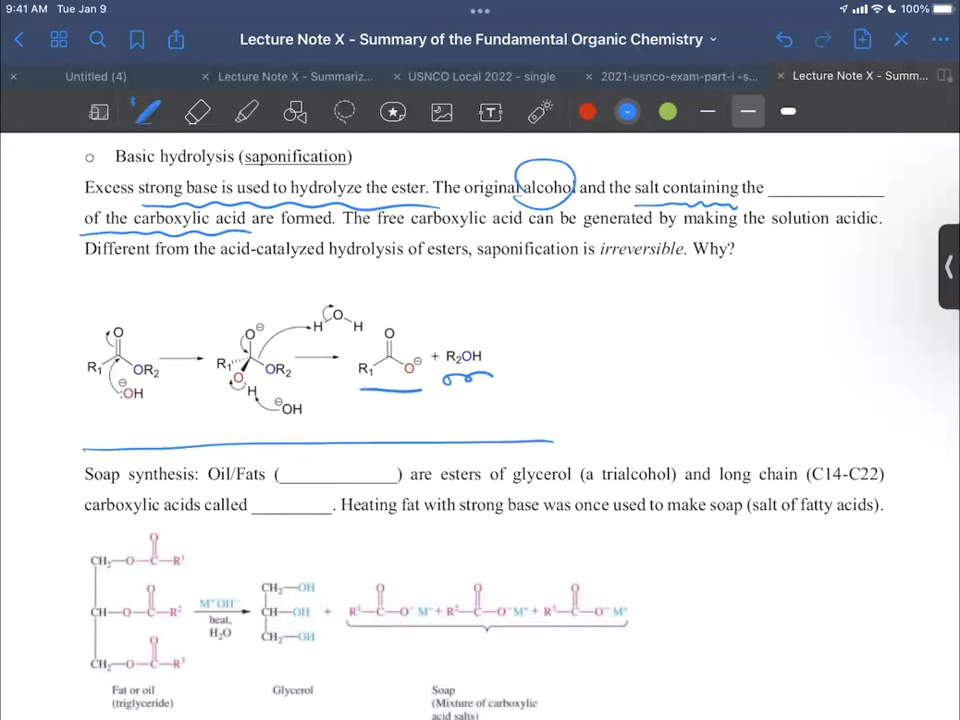 9:41 AM Tue Jan 9
100%
Lecture Note X - Summary of the Fundamental Organic Chemistry
Untitled (4)
Lecture Note X - Summariz...
USNCO Local 2022 - single
2021-usnco-exam-part-i -s...
Lecture Note X - Summ...
o Basic hydrolysis (saponification)
Excess strong base is used to hydrolyze the ester. The original alcohol and the salt containing the ____________
of the carboxylic acid are formed. The free carboxylic acid can be generated by making the solution acidic.
Different from the acid-catalyzed hydrolysis of esters, saponification is irreversible. Why?
O R₁ OR₂ ⊖ :OH
O⊖ R₁ OR₂ O H ⊖OH
H O H
O R₁ O⊖ + R₂OH
Soap synthesis: Oil/Fats (____________) are esters of glycerol (a trialcohol) and long chain (C14-C22)
carboxylic acids called ________. Heating fat with strong base was once used to make soap (salt of fatty acids).
O
CH₂—O—C—R¹
O
CH—O—C—R²
O
CH₂—O—C—R³
M⁺OH⁻
heat,
H₂O
CH₂—OH
CH—OH
CH₂—OH
+
O O O
R¹—C—O⁻ M⁺ + R²—C—O⁻ M⁺ + R³—C—O⁻ M⁺
Fat or oil
(triglyceride)
Glycerol
Soap
(Mixture of carboxylic
acid salts)